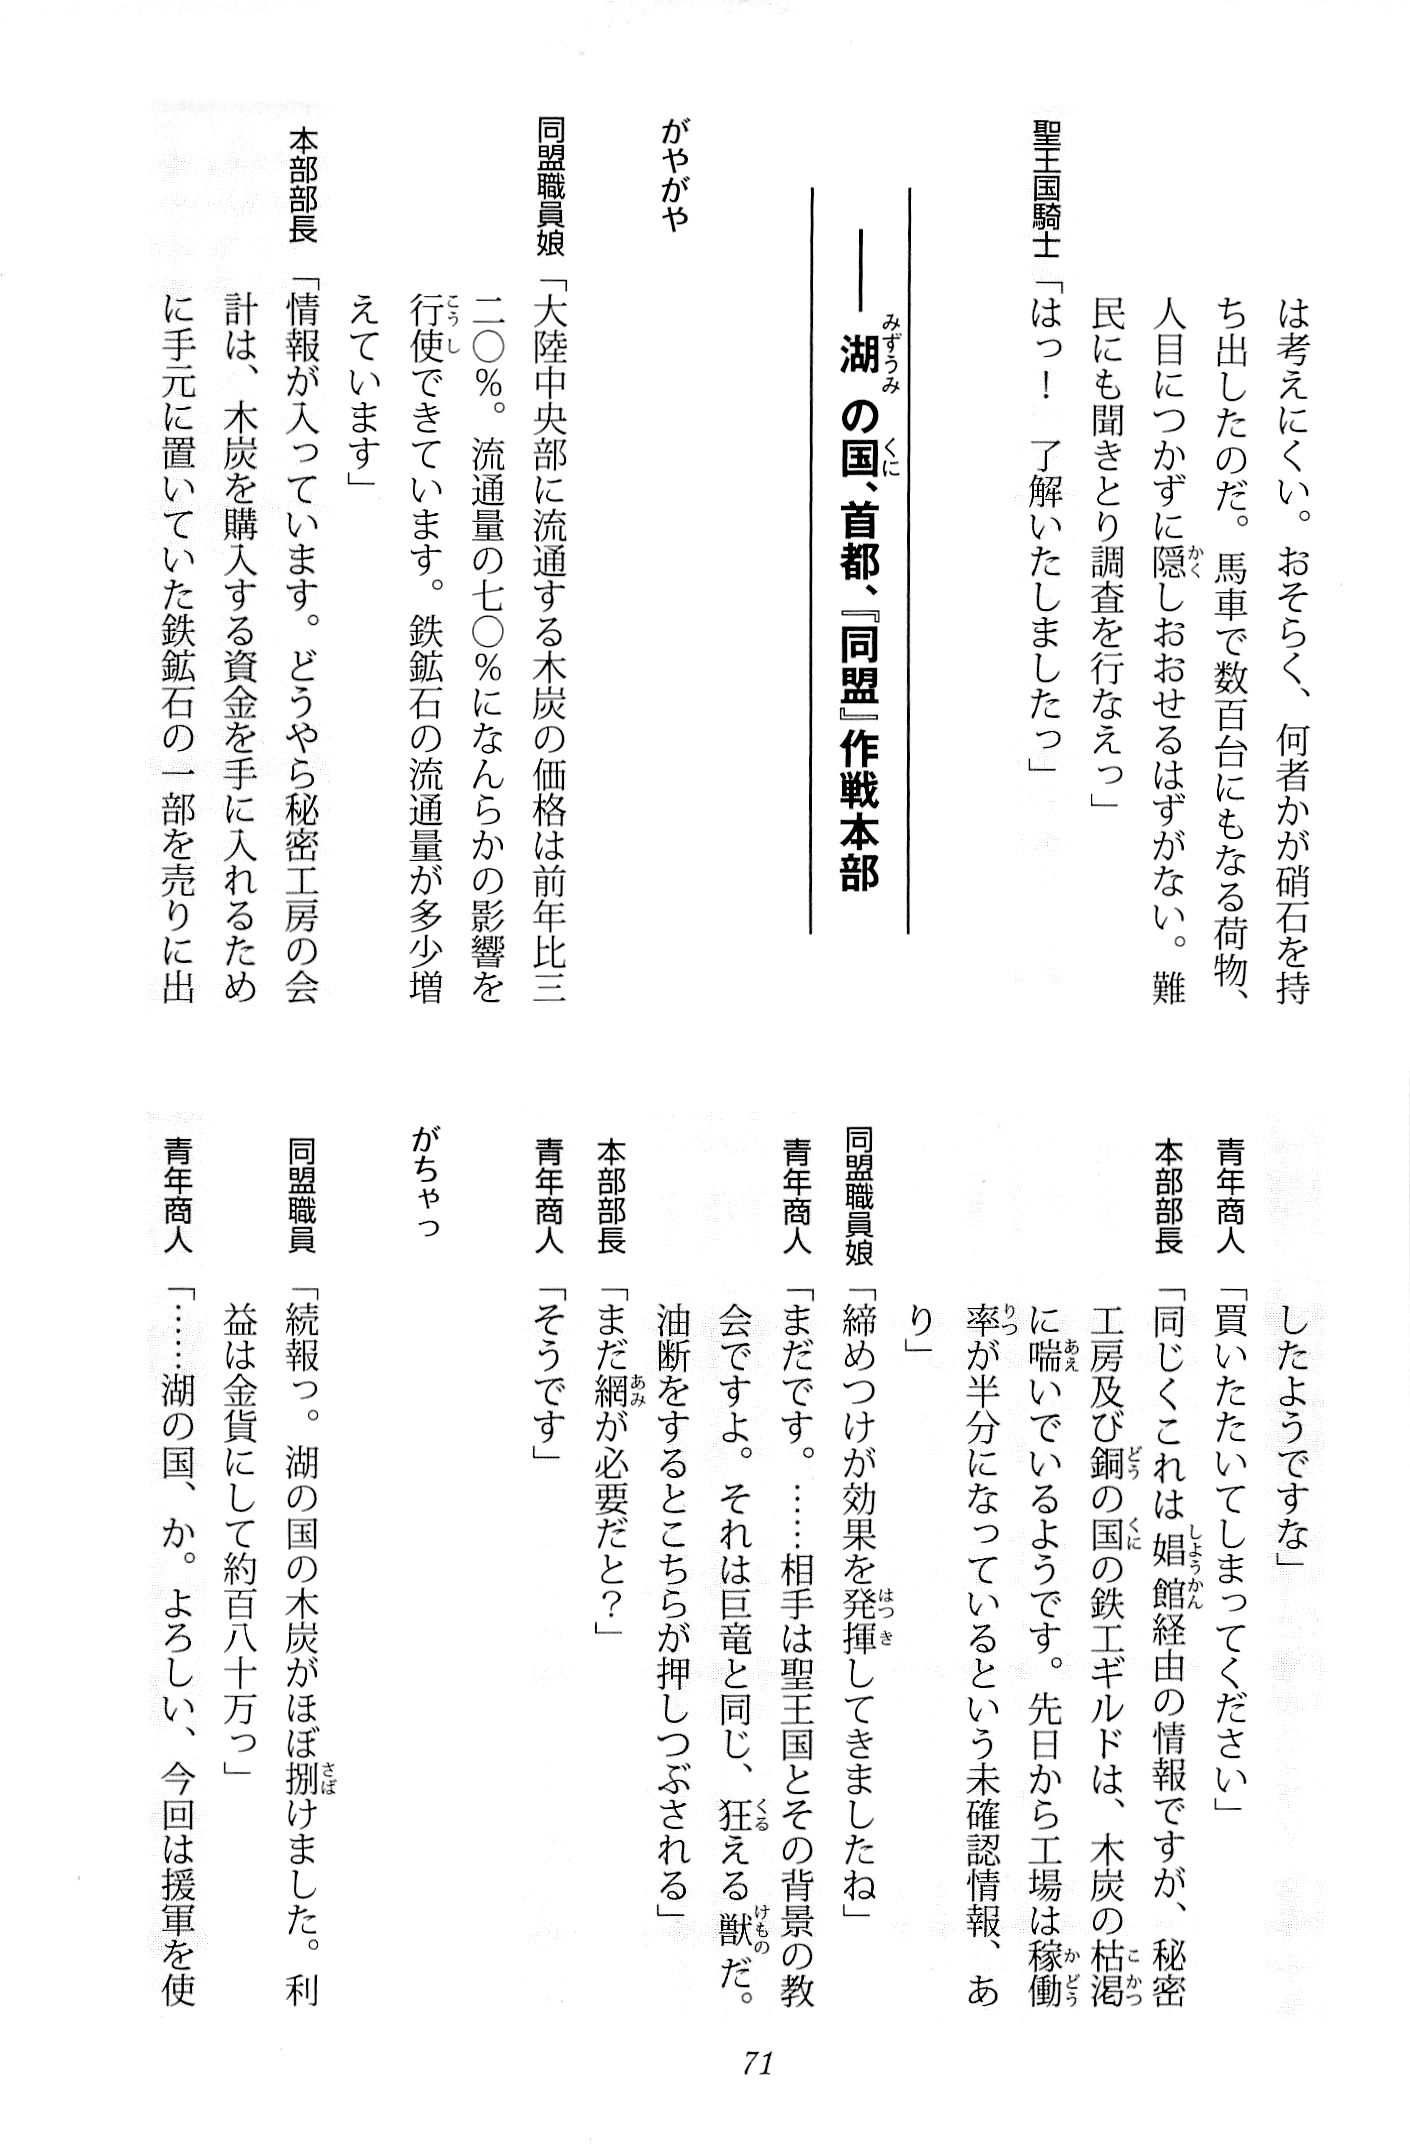 は考えにくい。おそらく、何者かが硝石を持
ち出したのだ。馬車で数百台にもなる荷物、
人目につかずに隠しおおせるはずがない。難
民にも聞きとり調査を行なえっ」
聖王国騎士「はっ！　了解いたしましたっ」
――湖の国、首都、『同盟』作戦本部
がやがや
同盟職員娘「大陸中央部に流通する木炭の価格は前年比三
二〇％。流通量の七〇％になんらかの影響を
行使できています。鉄鉱石の流通量が多少増
えています」
本部部長「情報が入っています。どうやら秘密工房の会
計は、木炭を購入する資金を手に入れるため
に手元に置いていた鉄鉱石の一部を売りに出
したようですな」
青年商人「買いたたいてしまってください」
本部部長「同じくこれは娼館経由の情報ですが、秘密
工房及び銅の国の鉄工ギルドは、木炭の枯渇
に喘いでいるようです。先日から工場は稼働
率が半分になっているという未確認情報、あ
り」
同盟職員娘「締めつけが効果を発揮してきましたね」
青年商人「まだです。……相手は聖王国とその背景の教
会ですよ。それは巨竜と同じ、狂える獣だ。
油断をするとこちらが押しつぶされる」
本部部長「まだ網が必要だと？」
青年商人「そうです」
がちゃっ
同盟職員「続報っ。湖の国の木炭がほぼ捌けました。利
益は金貨にして約百八十万っ」
青年商人「……湖の国、か。よろしい、今回は援軍を使
71